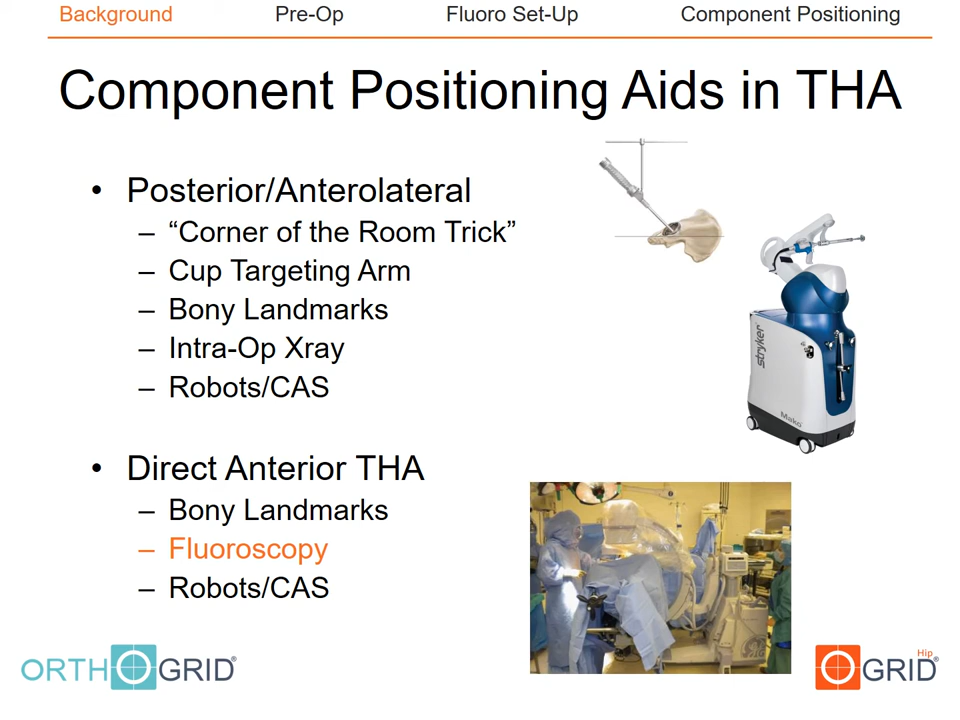 Background Pre-Op Fluoro Set-Up Component Positioning
Component Positioning Aids in THA
• Posterior/Anterolateral
– “Corner of the Room Trick”
– Cup Targeting Arm
– Bony Landmarks
– Intra-Op Xray
– Robots/CAS
• Direct Anterior THA
– Bony Landmarks
– Fluoroscopy
– Robots/CAS
stryker
Mako
ORTHOGRID®
Hip
GRID®